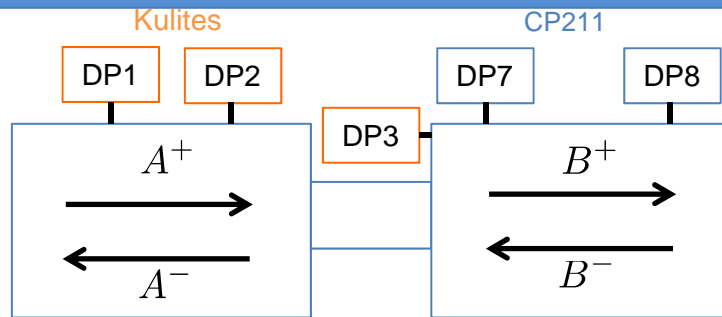 Kulites CP211
DP1 DP2 DP7 DP8
DP3
A⁺ B⁺
A⁻ B⁻